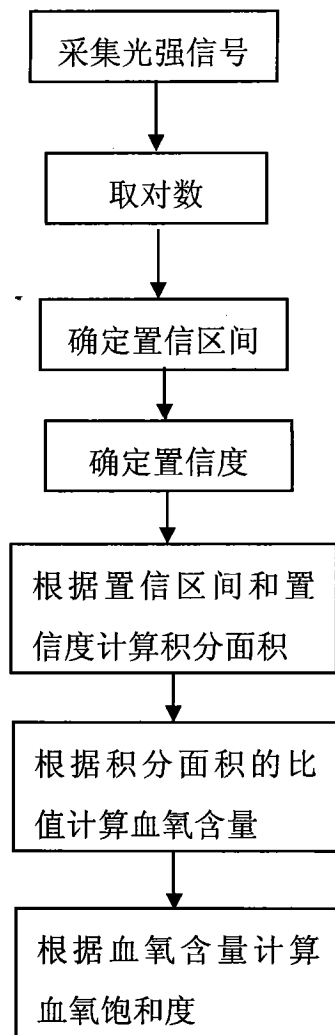 采集光强信号
取对数
确定置信区间
确定置信度
根据置信区间和置
信度计算积分面积
根据积分面积的比
值计算血氧含量
根据血氧含量计算
血氧饱和度